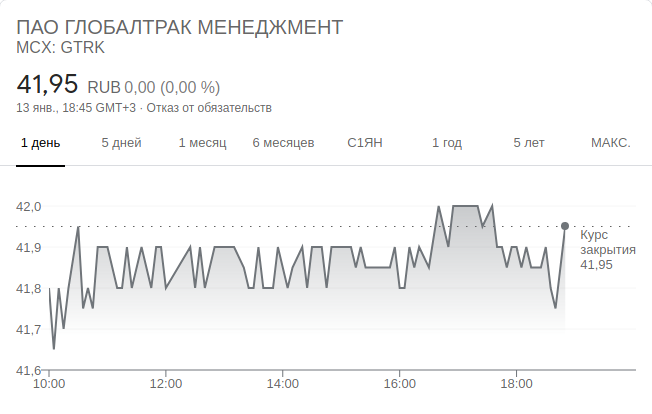 ПАО ГЛОБАЛТРАК МЕНЕДЖМЕНТ
MCX: GTRK
41,95 RUB 0,00 (0,00 %)
13 янв., 18:45 GMT+3 · Отказ от обязательств
1 день 5 дней 1 месяц 6 месяцев С1ЯН 1 год 5 лет МАКС.
42,0
41,9
41,8
41,7
41,6
Курс
закрытия
41,95
10:00 12:00 14:00 16:00 18:00